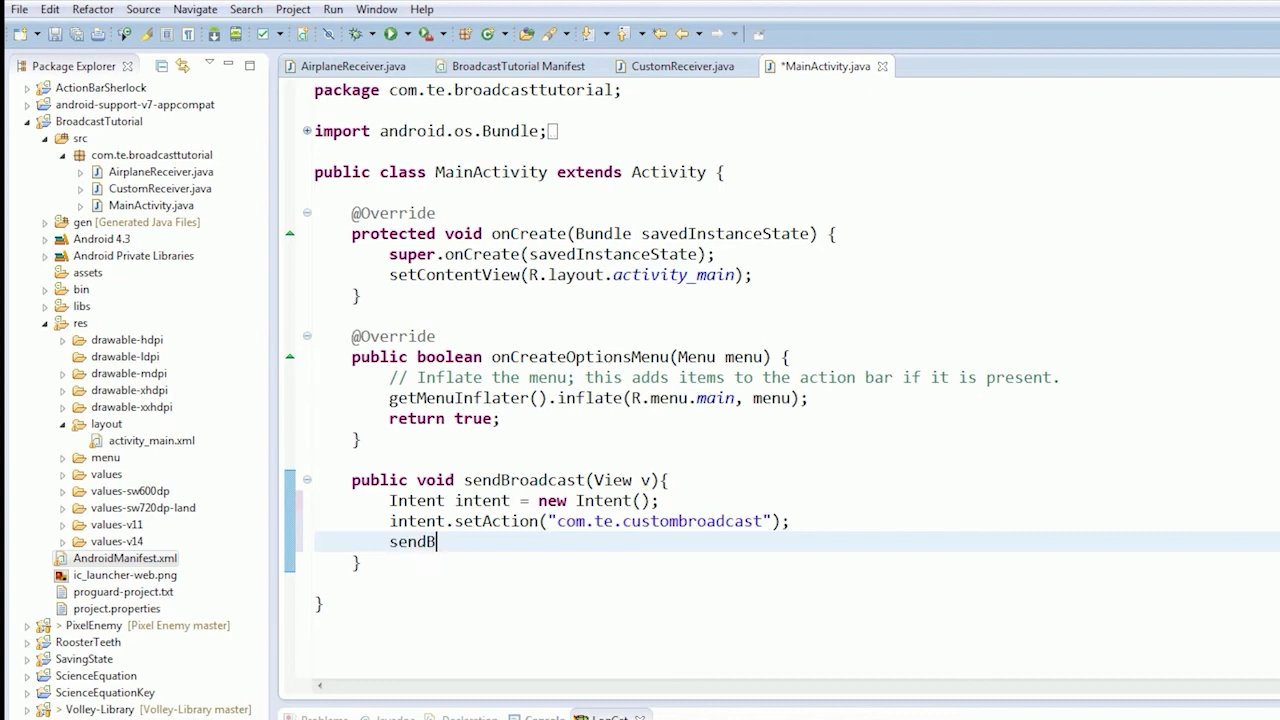 File Edit Refactor Source Navigate Search Project Run Window Help
Package Explorer
ActionBarSherlock
android-support-v7-appcompat
BroadcastTutorial
src
com.te.broadcasttutorial
AirplaneReceiver.java
CustomReceiver.java
MainActivity.java
gen [Generated Java Files]
Android 4.3
Android Private Libraries
assets
bin
libs
res
drawable-hdpi
drawable-ldpi
drawable-mdpi
drawable-xhdpi
drawable-xxhdpi
layout
activity_main.xml
menu
values
values-sw600dp
values-sw720dp-land
values-v11
values-v14
AndroidManifest.xml
ic_launcher-web.png
proguard-project.txt
project.properties
> PixelEnemy [Pixel Enemy master]
RoosterTeeth
SavingState
ScienceEquation
ScienceEquationKey
> Volley-Library [Volley-Library master]
AirplaneReceiver.java BroadcastTutorial Manifest CustomReceiver.java *MainActivity.java
package com.te.broadcasttutorial;
import android.os.Bundle;
public class MainActivity extends Activity {
@Override
protected void onCreate(Bundle savedInstanceState) {
super.onCreate(savedInstanceState);
setContentView(R.layout.activity_main);
}
@Override
public boolean onCreateOptionsMenu(Menu menu) {
// Inflate the menu; this adds items to the action bar if it is present.
getMenuInflater().inflate(R.menu.main, menu);
return true;
}
public void sendBroadcast(View v){
Intent intent = new Intent();
intent.setAction("com.te.custombroadcast");
sendB
}
}
Problems Javadoc Declaration Console LogCat